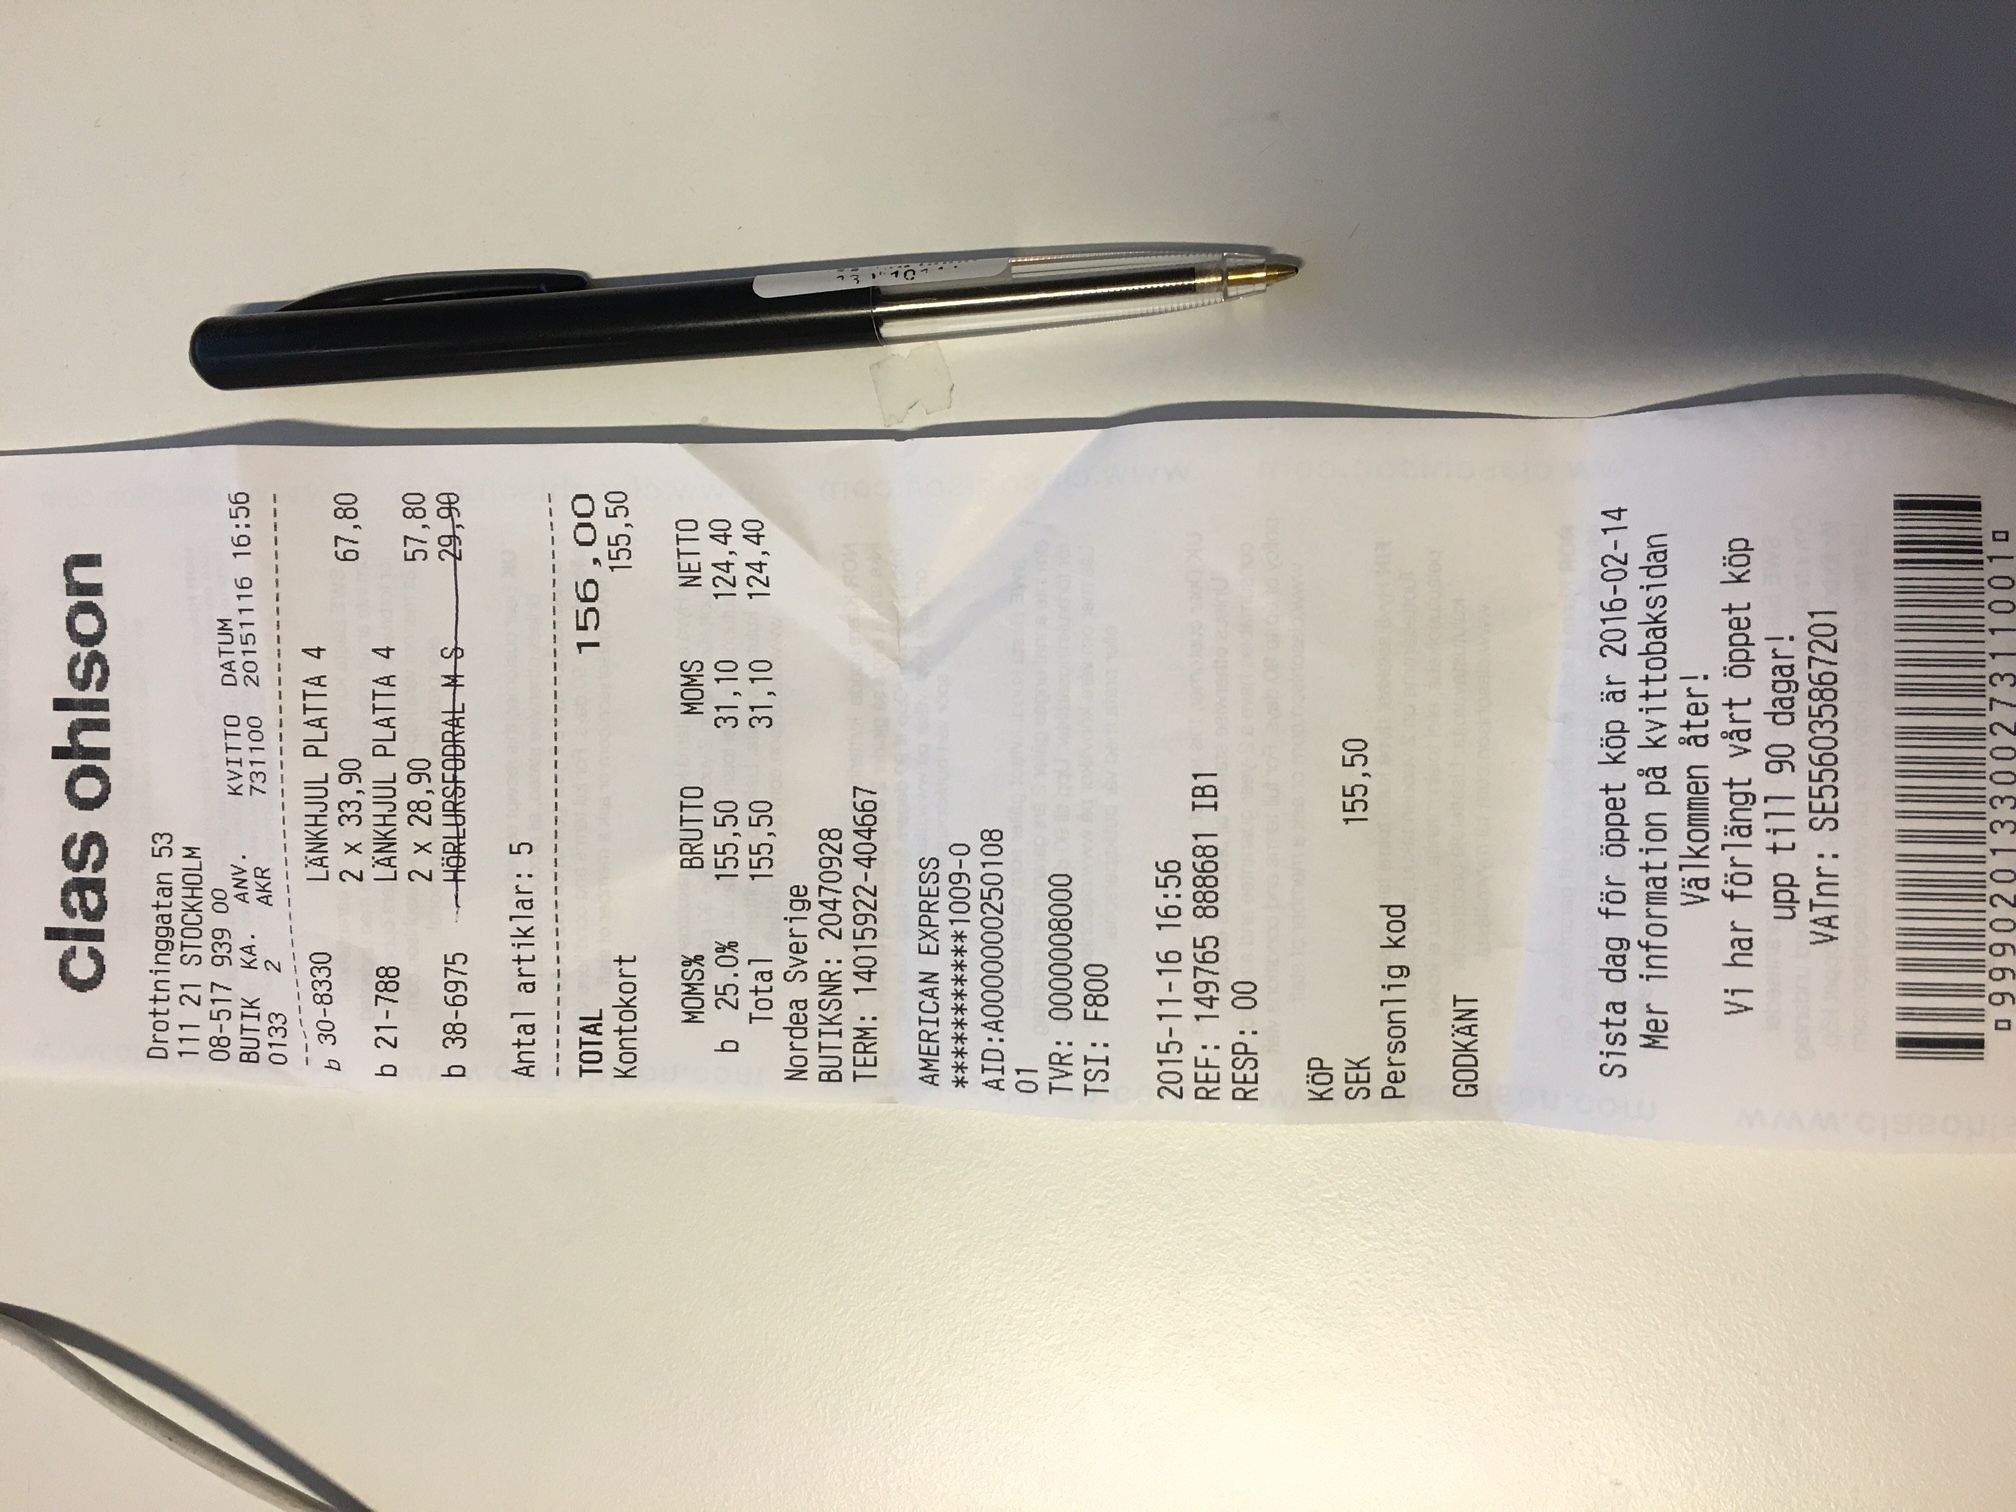 clas ohlson
Drottninggatan 53
111 21 STOCKHOLM
08-517 939 00
BUTIK KA. ANV. KVITTO DATUM
0133 2 AKR 731100 20151116 16:56
b 30-8330 LÄNKHJUL PLATTA 4
2 x 33,90 67,80
b 21-788 LÄNKHJUL PLATTA 4
2 x 28,90 57,80
b 38-6975 HÖRLURSFODRAL M S 29,90
Antal artiklar: 5
TOTAL 156,00
Kontokort 155,50
MOMS% BRUTTO MOMS NETTO
b 25.0% 155,50 31,10 124,40
Total 155,50 31,10 124,40
Nordea Sverige
BUTIKSNR: 20470928
TERM: 14015922-404667
AMERICAN EXPRESS
***********1009-0
AID:A0000000250108
01
TVR: 0000008000
TSI: F800
2015-11-16 16:56
REF: 149765 888681 IB1
RESP: 00
KÖP
SEK 155,50
Personlig kod
GODKÄNT
Sista dag för öppet köp är 2016-02-14
Mer information på kvittobaksidan
Välkommen åter!
Vi har förlängt vårt öppet köp
upp till 90 dagar!
VATnr: SE556035867201
¤99902013300273110​01¤